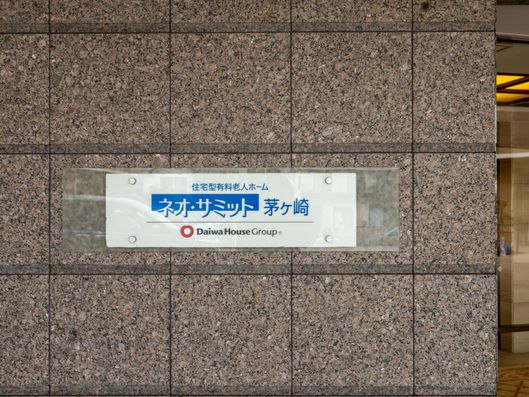 住宅型有料老人ホーム
ネオ・サミット 茅ヶ崎
Daiwa House Group®